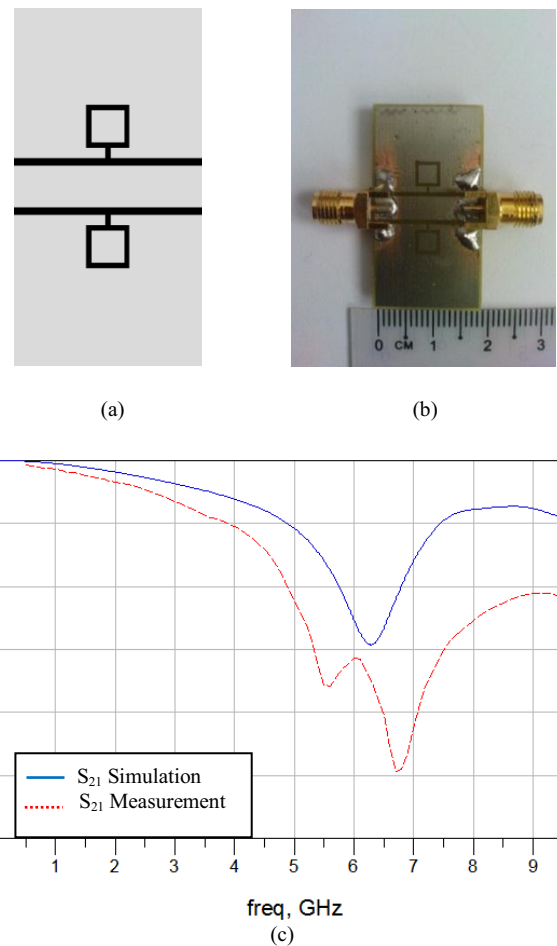 0 CM 1 2 3
(a) (b)
S21 Simulation
S21 Measurement
1 2 3 4 5 6 7 8 9
freq, GHz
(c)